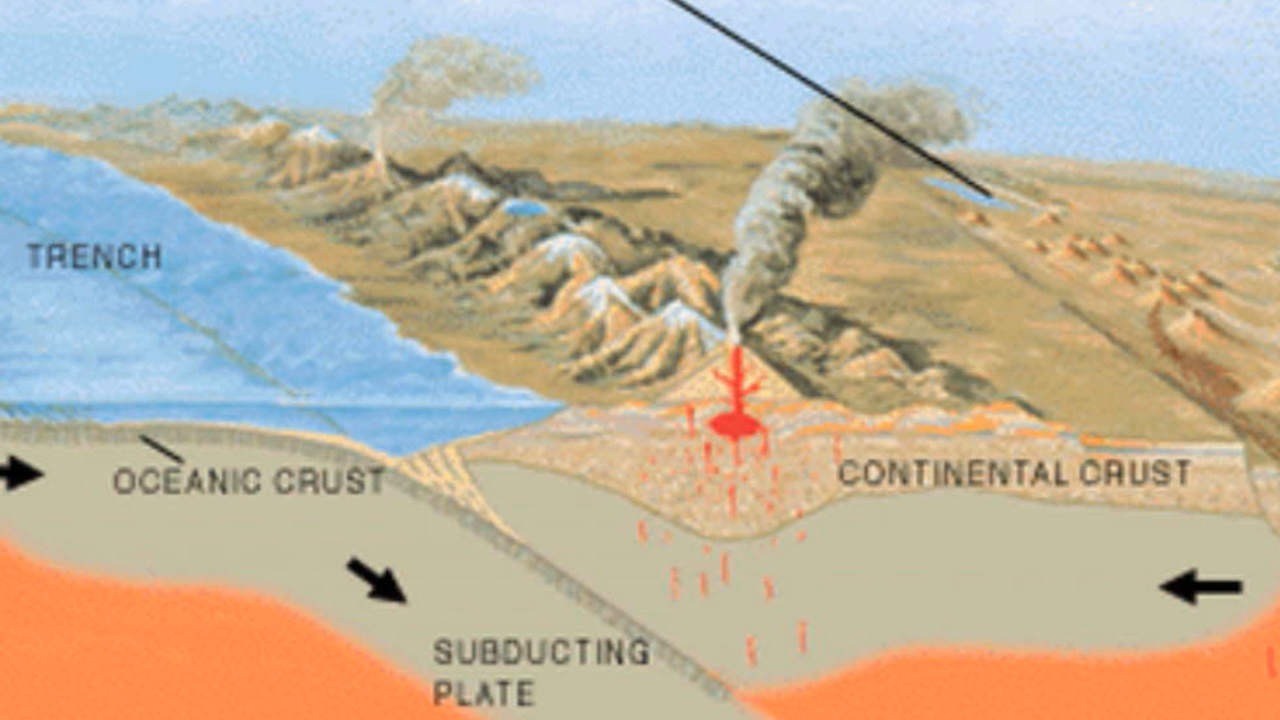 TRENCH
OCEANIC CRUST
CONTINENTAL CRUST
SUBDUCTING
PLATE